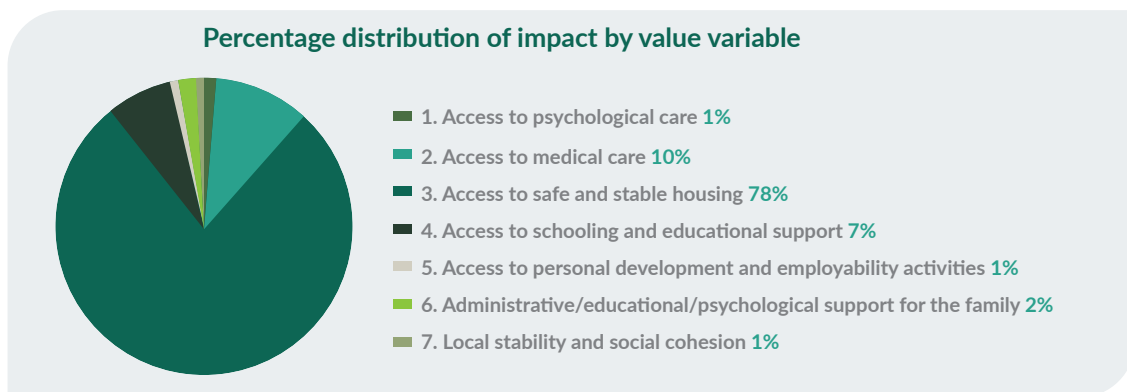 Percentage distribution of impact by value variable
1. Access to psychological care 1%
2. Access to medical care 10%
3. Access to safe and stable housing 78%
4. Access to schooling and educational support 7%
5. Access to personal development and employability activities 1%
6. Administrative/educational/psychological support for the family 2%
7. Local stability and social cohesion 1%